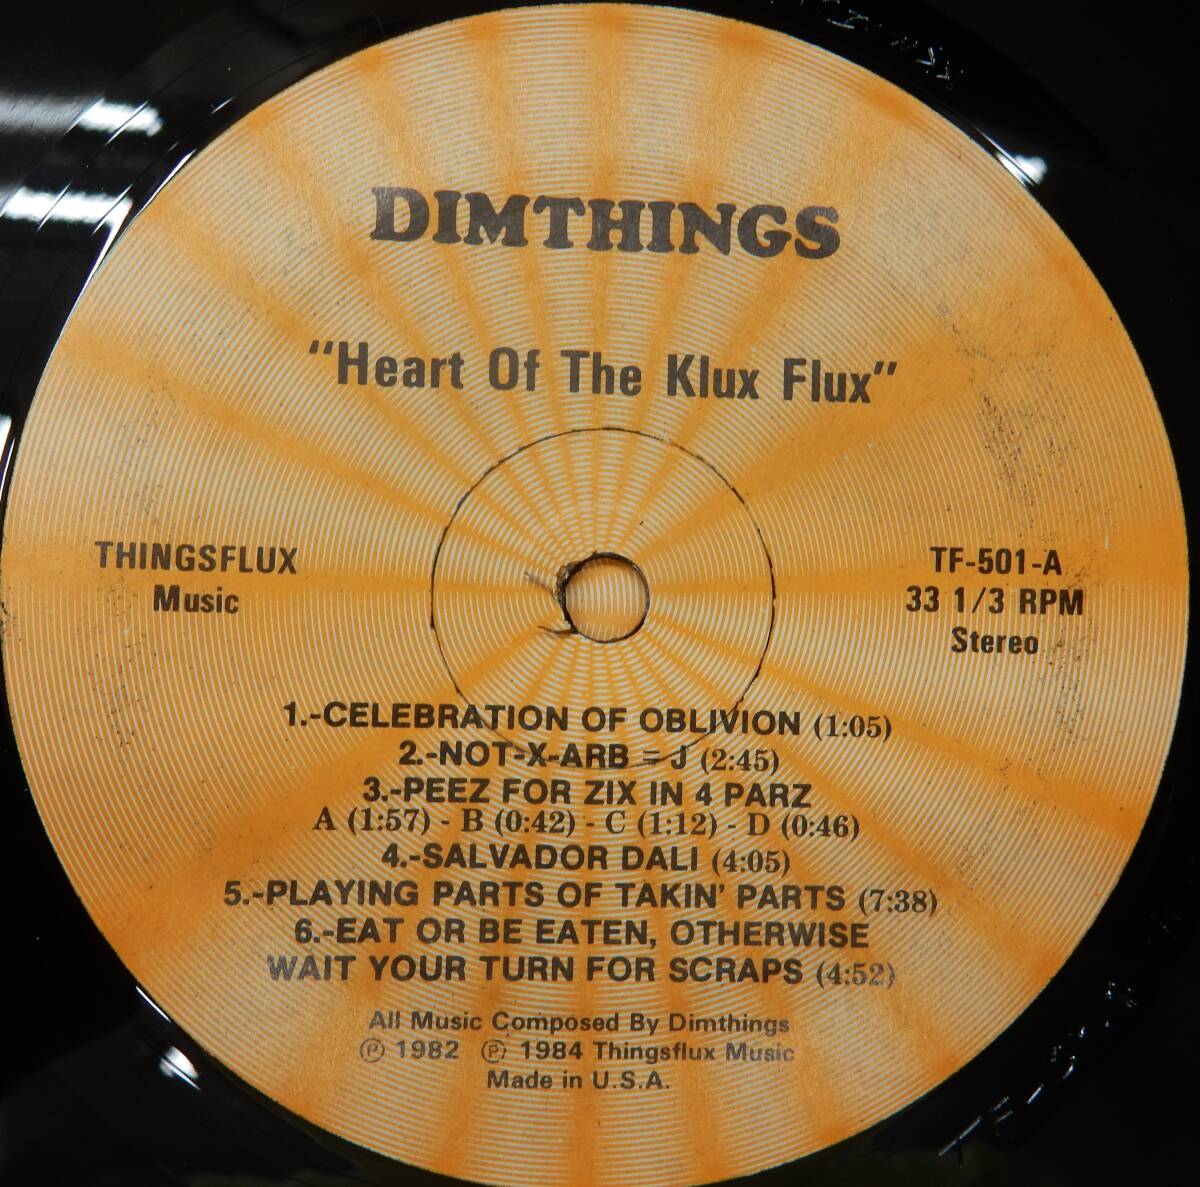 DIMTHINGS
"Heart Of The Klux Flux"
THINGSFLUX
Music
TF-501-A
33 1/3 RPM
Stereo
1.-CELEBRATION OF OBLIVION (1:05)
2.-NOT-X-ARB = J (2:45)
3.-PEEZ FOR ZIX IN 4 PARZ
A (1:57) - B (0:42) - C (1:12) - D (0:46)
4.-SALVADOR DALI (4:05)
5.-PLAYING PARTS OF TAKIN' PARTS (7:38)
6.-EAT OR BE EATEN, OTHERWISE
WAIT YOUR TURN FOR SCRAPS (4:52)
All Music Composed By Dimthings
Ⓟ 1982 Ⓟ 1984 Thingsflux Music
Made in U.S.A.